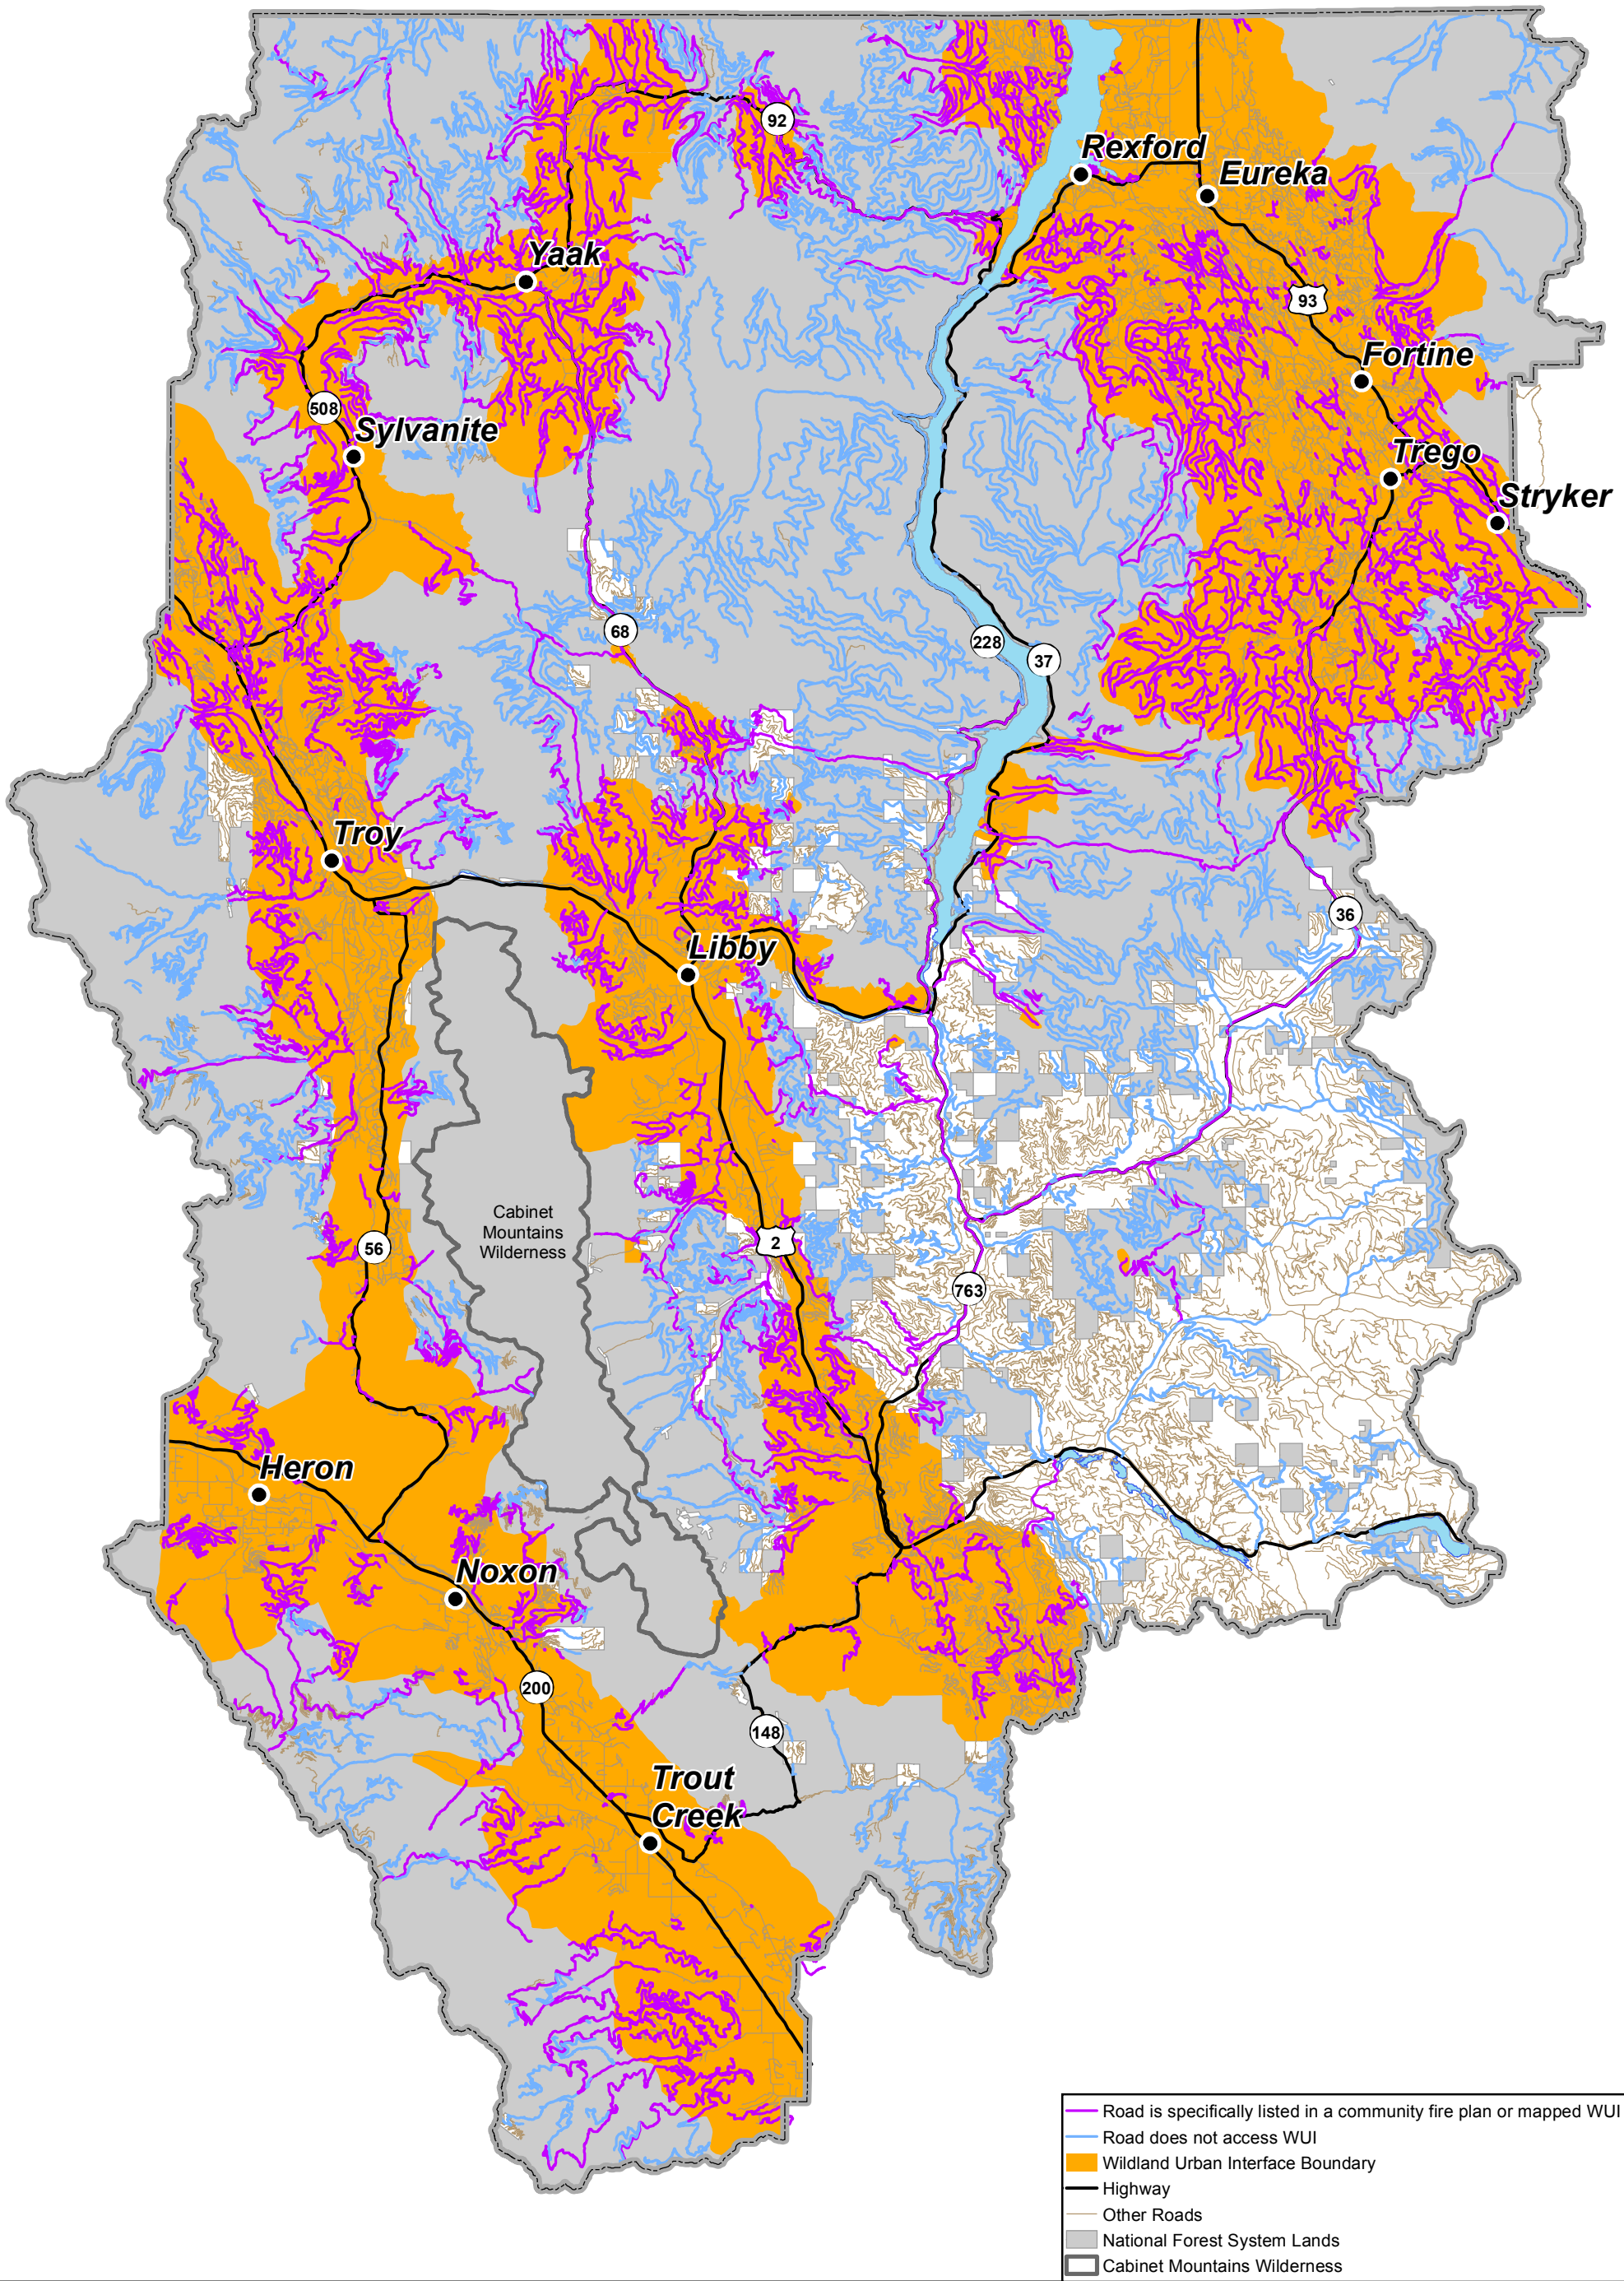 92
Rexford
Eureka
Yaak
93
Fortine
508
Sylvanite
Trego
Stryker
68
228
37
Troy
36
Libby
Cabinet
Mountains
Wilderness
2
56
763
Heron
Noxon
200
148
Trout
Creek
Road is specifically listed in a community fire plan or mapped WUI
Road does not access WUI
Wildland Urban Interface Boundary
Highway
Other Roads
National Forest System Lands
Cabinet Mountains Wilderness